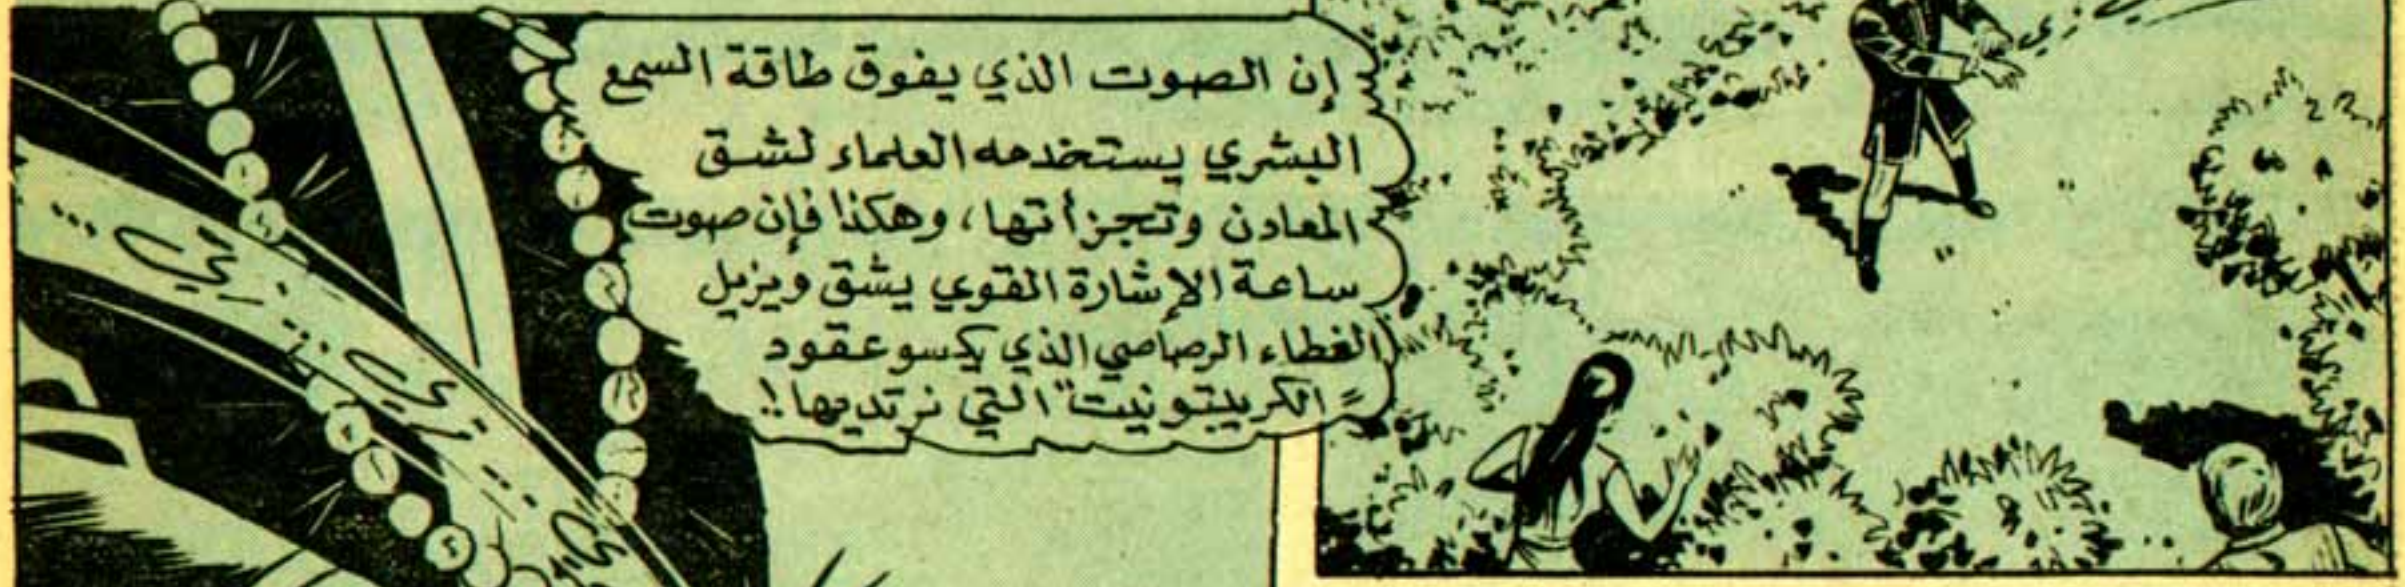 إن الصوت الذي يفوق طاقة السمع
البشري يستخدمه العلماء لشق
المعادن وتجزأتها، وهكذا فإن صوت
ساعة الإشارة القوي يشق ويزيل
الغطاء الرصاصي الذي يكسو عقود
"الكريبتونيت" التي نرتديها!!